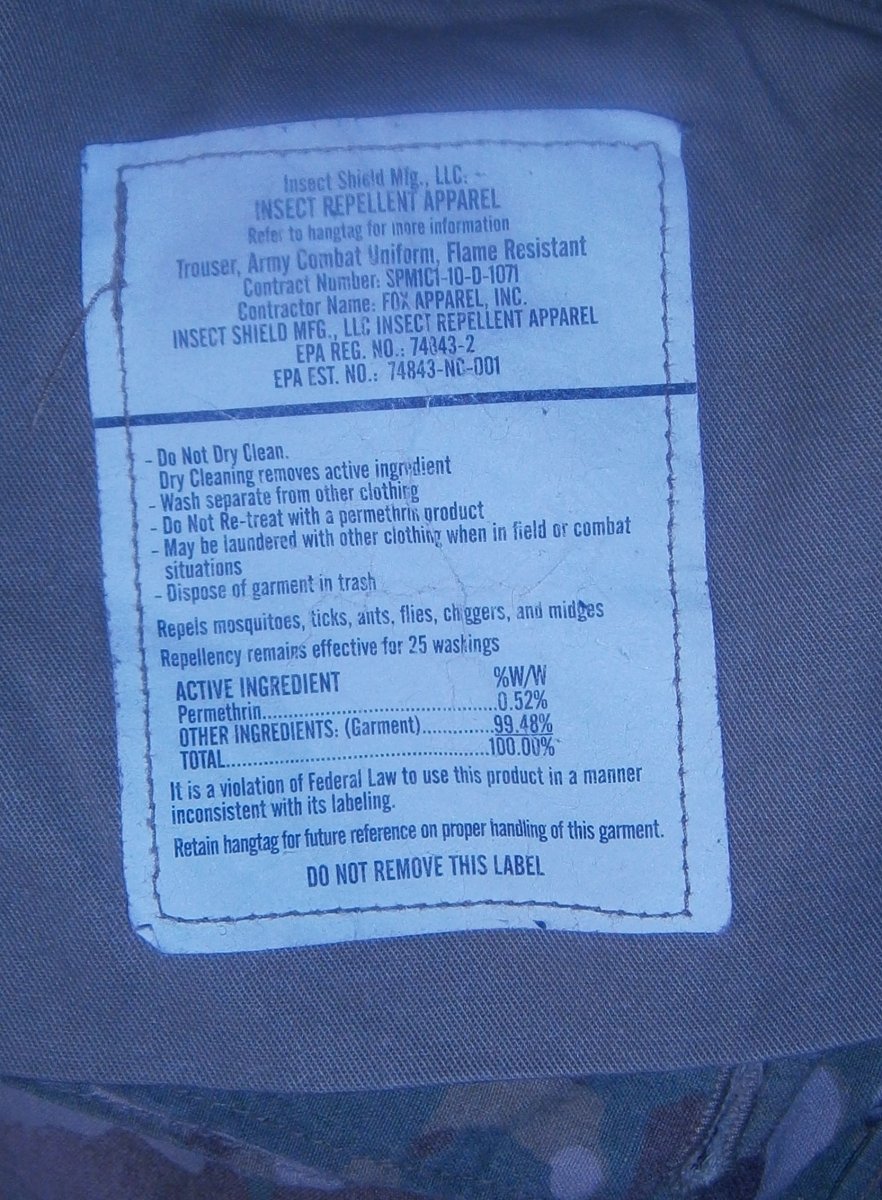 Insect Shield Mfg., LLC.
INSECT REPELLENT APPAREL
Refer to hangtag for more information
Trouser, Army Combat Uniform, Flame Resistant
Contract Number: SPM1C1-10-D-1071
Contractor Name: FOX APPAREL, INC.
INSECT SHIELD MFG., LLC INSECT REPELLENT APPAREL
EPA REG. NO.: 74843-2
EPA EST. NO.: 74843-NC-001
- Do Not Dry Clean.
Dry Cleaning removes active ingredient
- Wash separate from other clothing
- Do Not Re-treat with a permethrin product
- May be laundered with other clothing when in field or combat
situations
- Dispose of garment in trash
Repels mosquitoes, ticks, ants, flies, chiggers, and midges
Repellency remains effective for 25 washings
ACTIVE INGREDIENT %W/W
Permethrin...........................................0.52%
OTHER INGREDIENTS: (Garment).............99.48%
TOTAL................................................100.00%
It is a violation of Federal Law to use this product in a manner
inconsistent with its labeling.
Retain hangtag for future reference on proper handling of this garment.
DO NOT REMOVE THIS LABEL